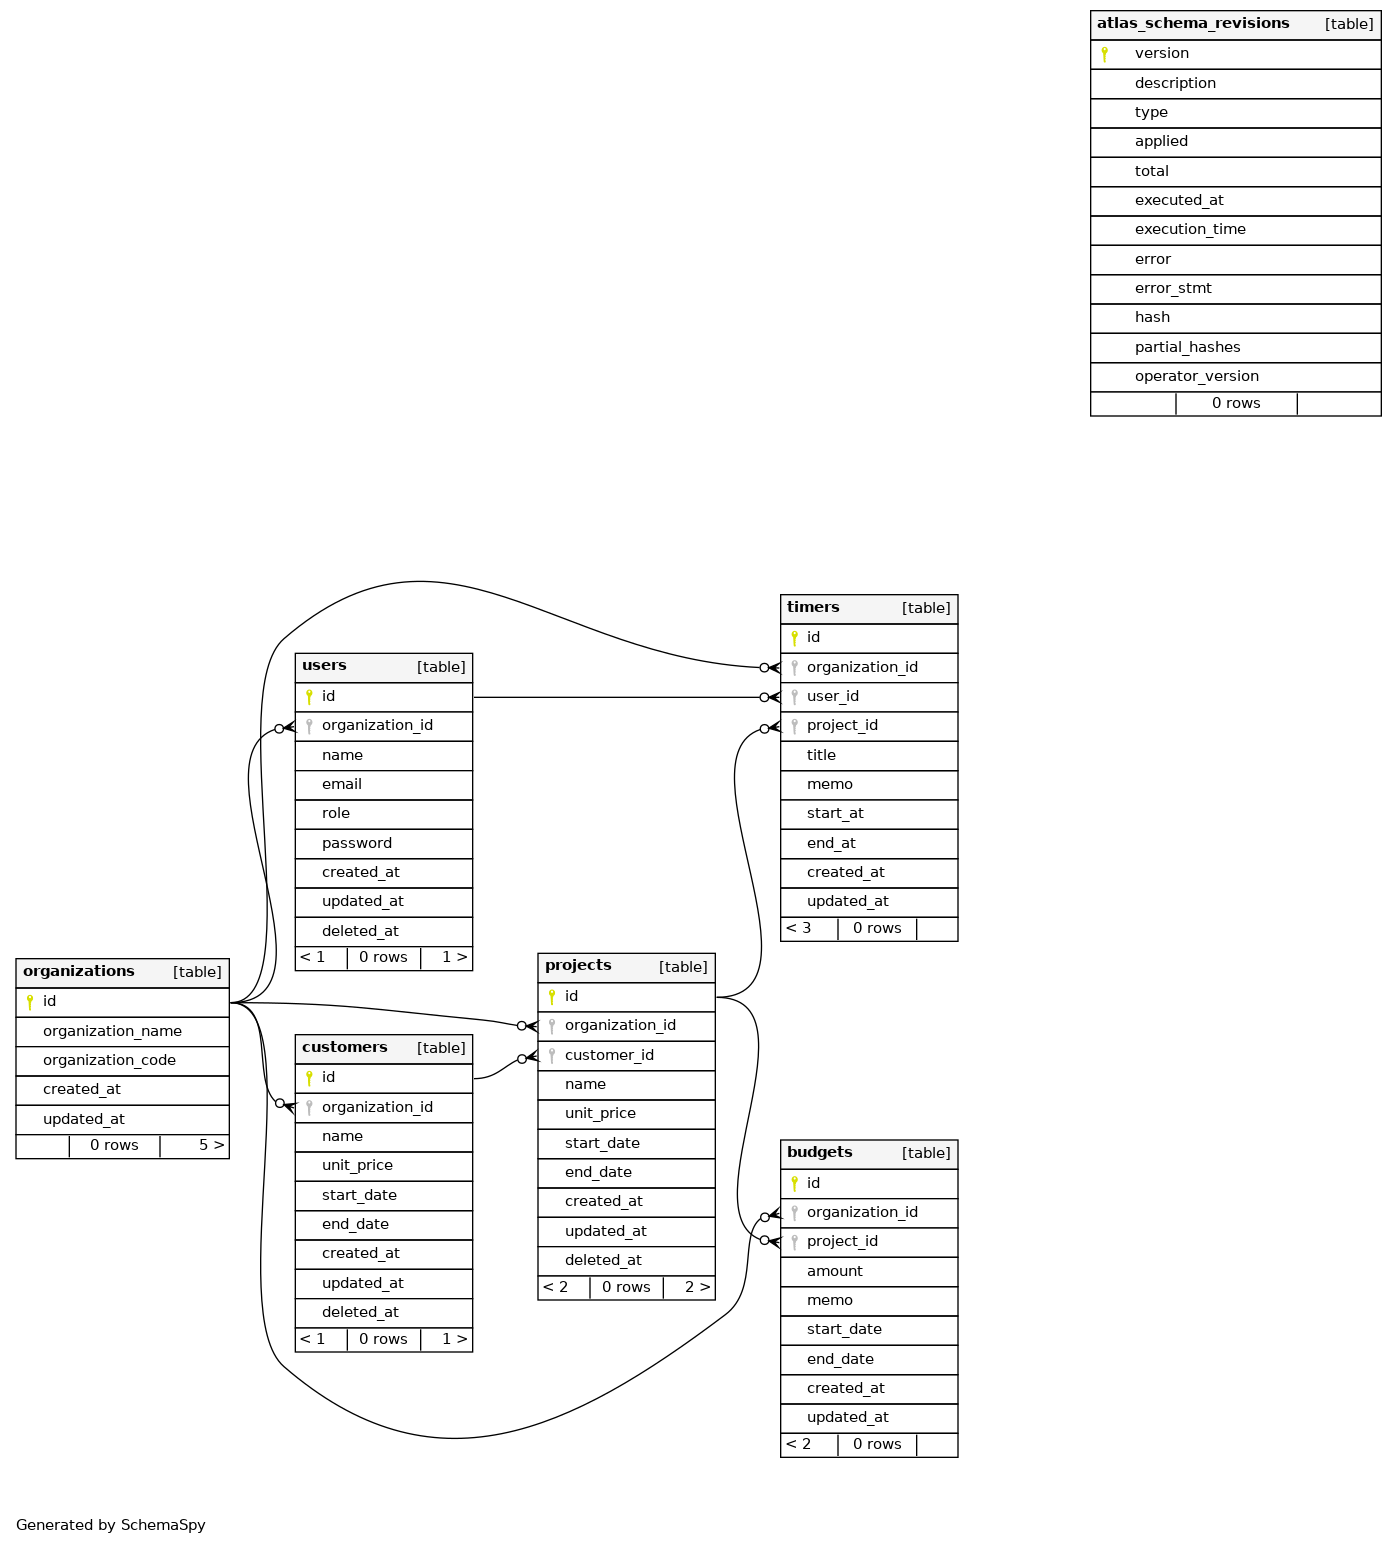 atlas_schema_revisions [table]
version
description
type
applied
total
executed_at
execution_time
error
error_stmt
hash
partial_hashes
operator_version
0 rows
timers [table]
id
organization_id
user_id
project_id
title
memo
start_at
end_at
created_at
updated_at
< 3 0 rows
users [table]
id
organization_id
name
email
role
password
created_at
updated_at
deleted_at
< 1 0 rows 1 >
organizations [table]
id
organization_name
organization_code
created_at
updated_at
0 rows 5 >
projects [table]
id
organization_id
customer_id
name
unit_price
start_date
end_date
created_at
updated_at
deleted_at
< 2 0 rows 2 >
customers [table]
id
organization_id
name
unit_price
start_date
end_date
created_at
updated_at
deleted_at
< 1 0 rows 1 >
budgets [table]
id
organization_id
project_id
amount
memo
start_date
end_date
created_at
updated_at
< 2 0 rows
Generated by SchemaSpy